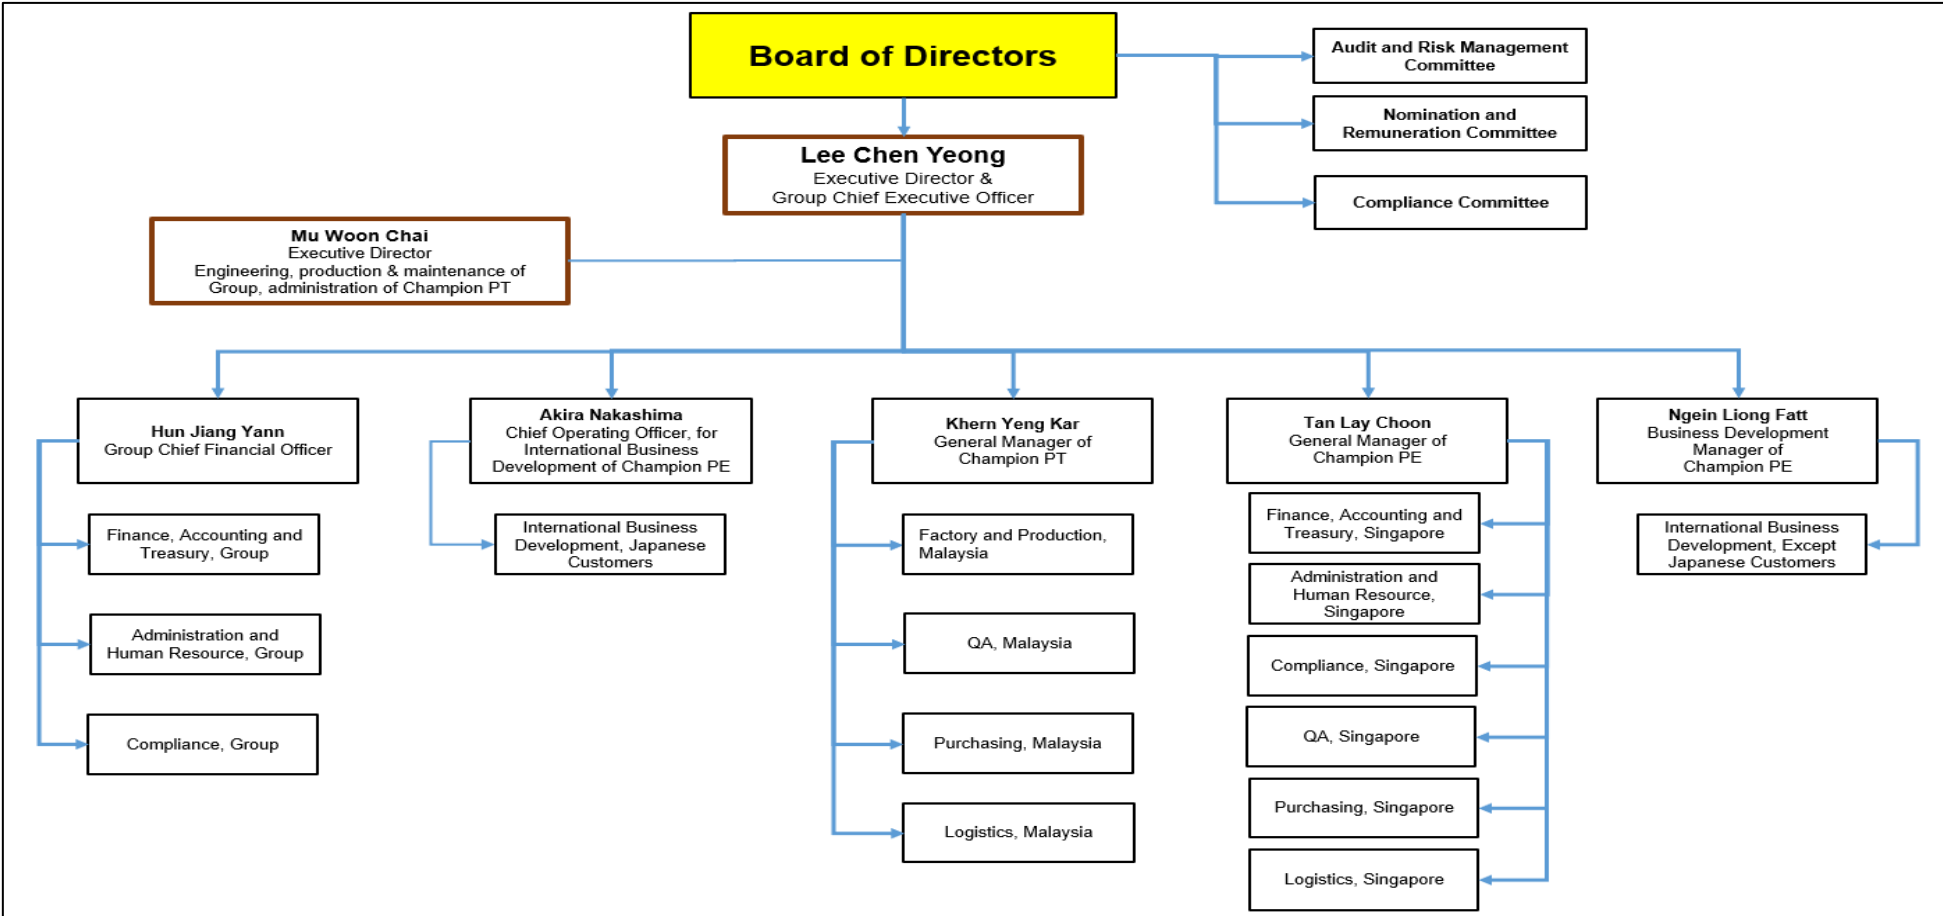 Board of Directors
Audit and Risk Management
Committee
Nomination and
Remuneration Committee
Compliance Committee
Lee Chen Yeong
Executive Director &
Group Chief Executive Officer
Mu Woon Chai
Executive Director
Engineering, production & maintenance of
Group, administration of Champion PT
Hun Jiang Yann
Group Chief Financial Officer
Finance, Accounting and
Treasury, Group
Administration and
Human Resource, Group
Compliance, Group
Akira Nakashima
Chief Operating Officer, for
International Business
Development of Champion PE
International Business
Development, Japanese
Customers
Khern Yeng Kar
General Manager of
Champion PT
Factory and Production,
Malaysia
QA, Malaysia
Purchasing, Malaysia
Logistics, Malaysia
Tan Lay Choon
General Manager of
Champion PE
Finance, Accounting and
Treasury, Singapore
Administration and
Human Resource,
Singapore
Compliance, Singapore
QA, Singapore
Purchasing, Singapore
Logistics, Singapore
Ngein Liong Fatt
Business Development
Manager of
Champion PE
International Business
Development, Except
Japanese Customers